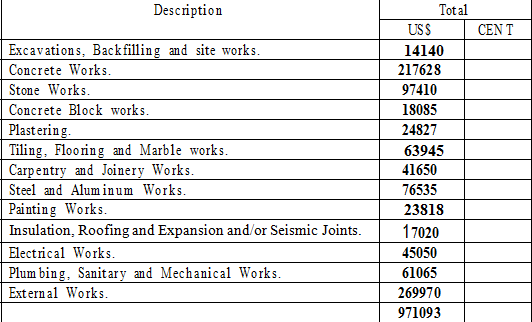 Description Total
US$ CENT
Excavations, Backfilling and site works. 14140
Concrete Works. 217628
Stone Works. 97410
Concrete Block works. 18085
Plastering. 24827
Tiling, Flooring and Marble works. 63945
Carpentry and Joinery Works. 41650
Steel and Aluminum Works. 76535
Painting Works. 23818
Insulation, Roofing and Expansion and/or Seismic Joints. 17020
Electrical Works. 45050
Plumbing, Sanitary and Mechanical Works. 61065
External Works. 269970
971093